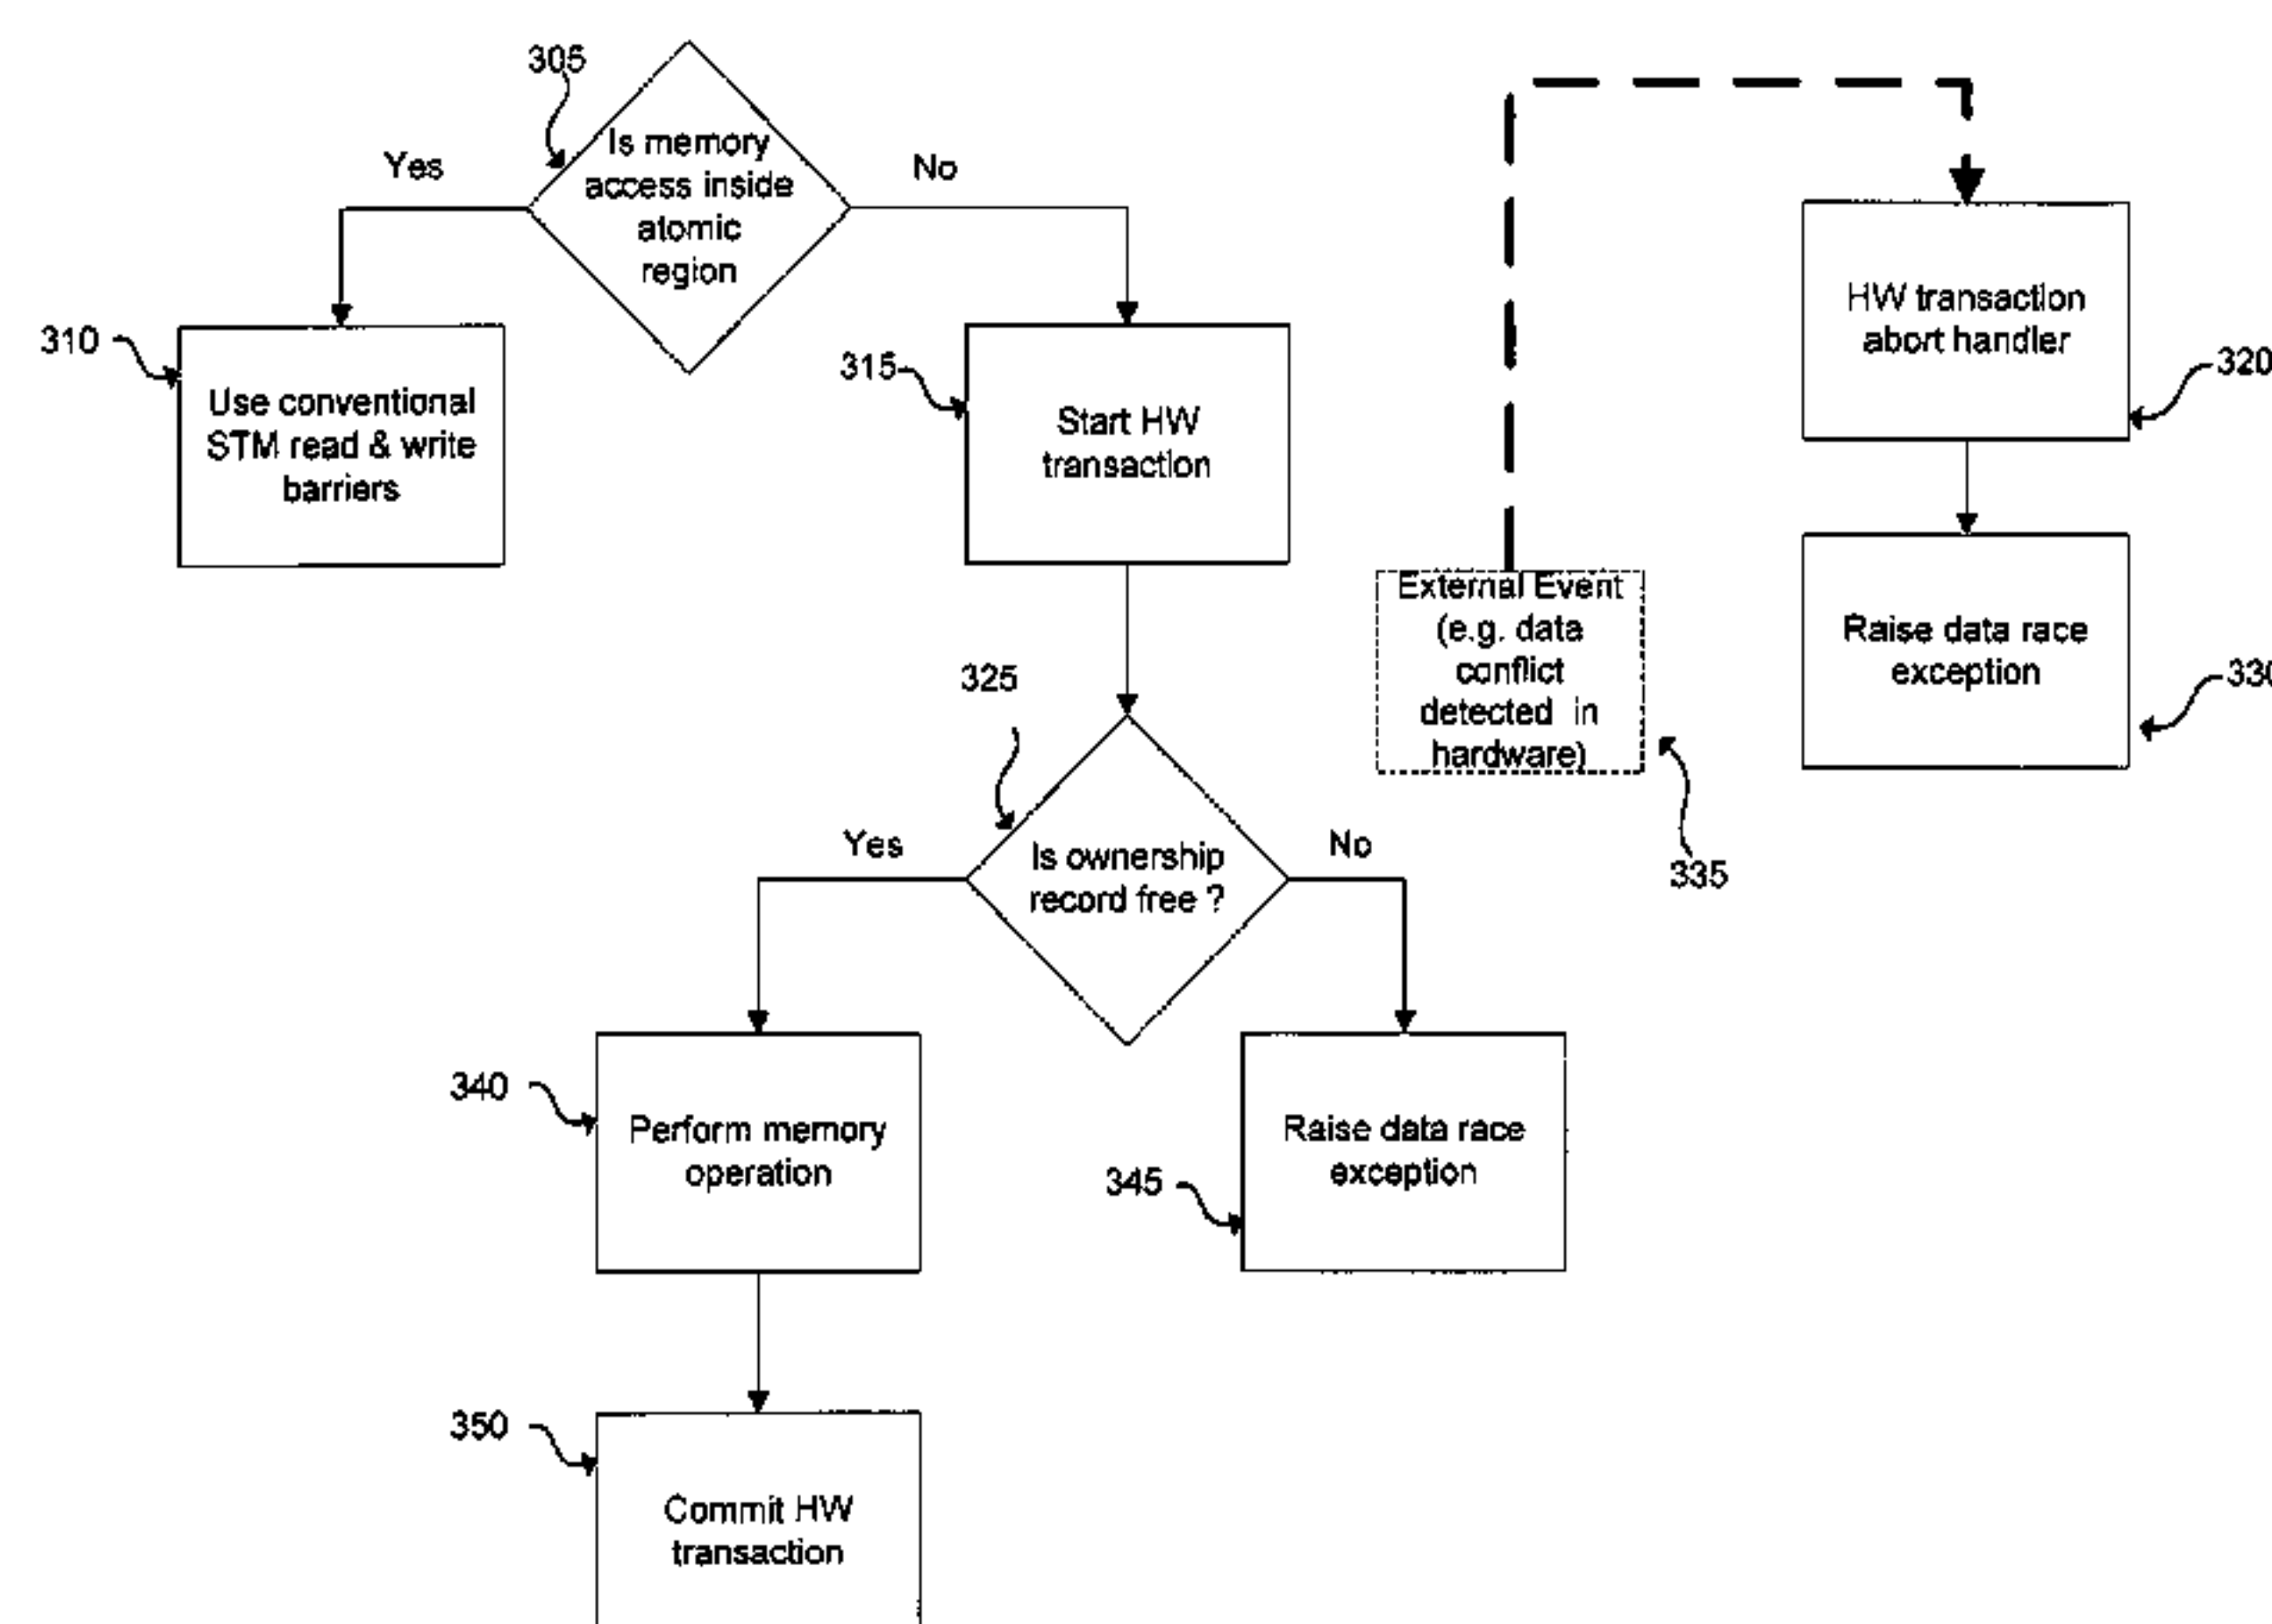 305
Is memory
access inside
atomic
region
Yes
No
310
Use conventional
STM read & write
barriers
315
Start HW
transaction
HW transaction
abort handler
320
External Event
(e.g. data
conflict
detected in
hardware)
335
Raise data race
exception
330
325
Is ownership
record free ?
Yes
No
340
Perform memory
operation
345
Raise data race
exception
350
Commit HW
transaction